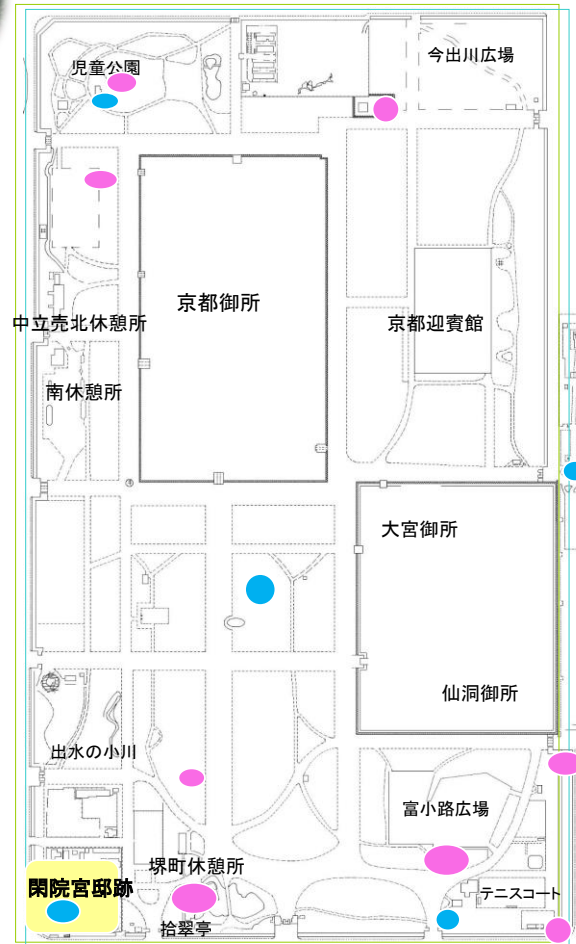 児童公園
今出川広場
京都御所
中立売北休憩所
京都迎賓館
南休憩所
大宮御所
仙洞御所
出水の小川
富小路広場
堺町休憩所
閑院宮邸跡
テニスコート
拾翠亭